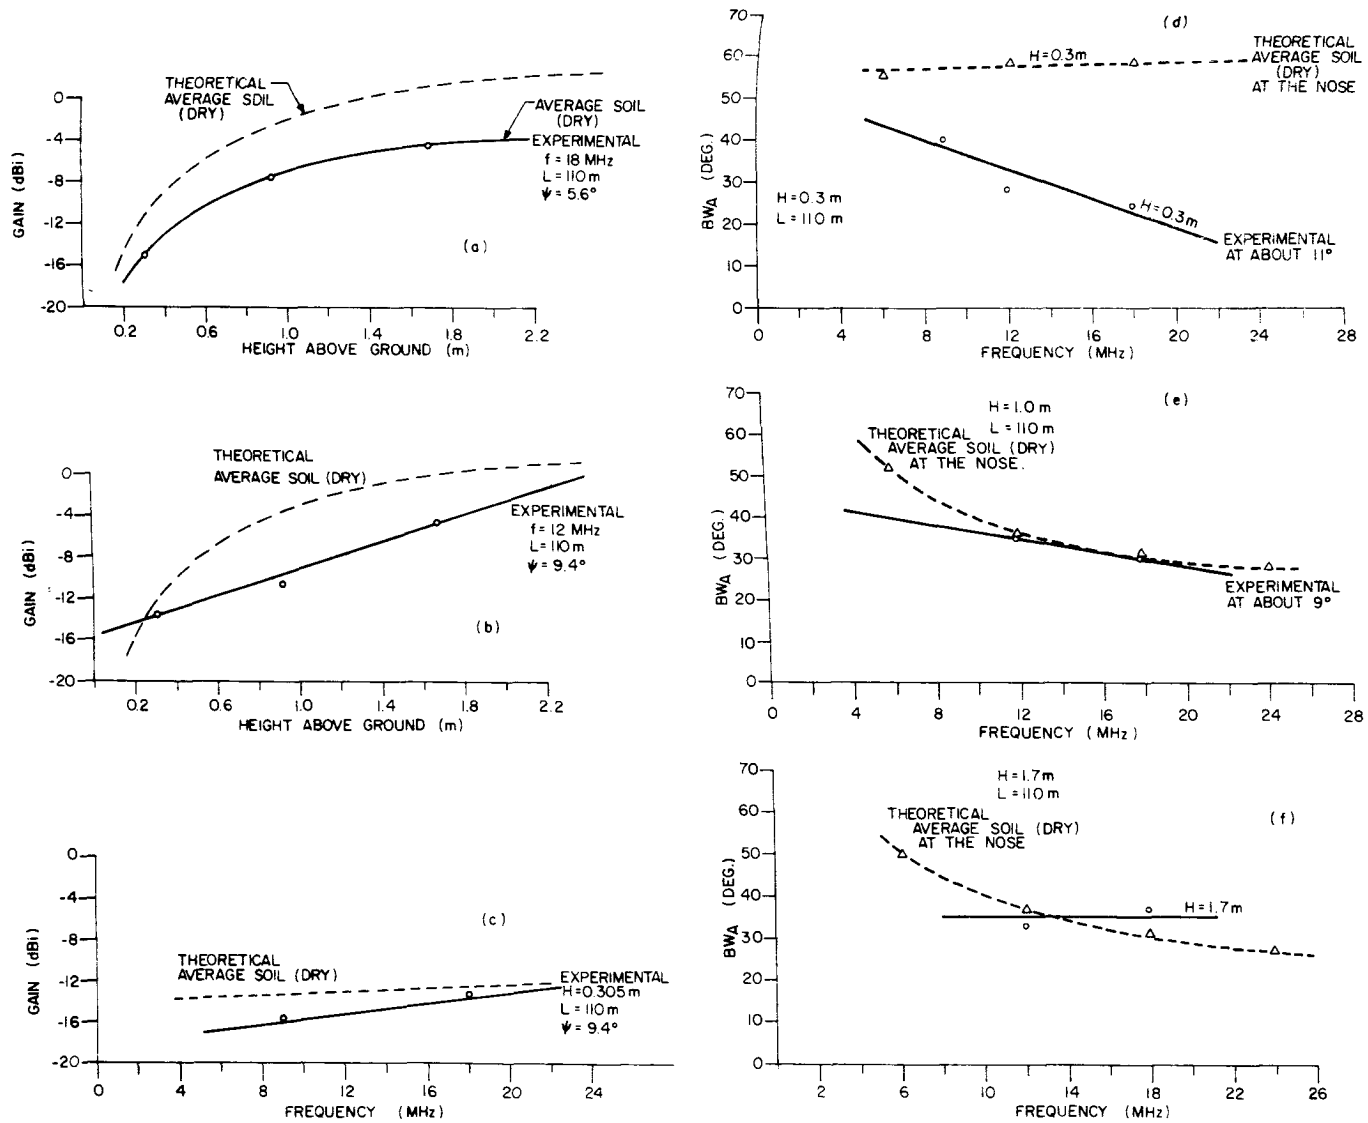 (a)
THEORETICAL
AVERAGE SOIL
(DRY)
AVERAGE SOIL
(DRY)
EXPERIMENTAL
f = 18 MHz
L = 110 m
ψ = 5.6°
GAIN (dBi)
0
-4
-8
-12
-16
-20
0.2
0.6
1.0
1.4
1.8
2.2
HEIGHT ABOVE GROUND (m)
(b)
THEORETICAL
AVERAGE SOIL (DRY)
EXPERIMENTAL
f = 12 MHz
L = 110 m
ψ = 9.4°
GAIN (dBi)
0
-4
-8
-12
-16
-20
0.2
0.6
1.0
1.4
1.8
2.2
HEIGHT ABOVE GROUND (m)
(c)
THEORETICAL
AVERAGE SOIL (DRY)
EXPERIMENTAL
H = 0.305 m
L = 110 m
ψ = 9.4°
GAIN (dBi)
0
-4
-8
-12
-16
-20
0
4
8
12
16
20
24
FREQUENCY (MHz)
(d)
THEORETICAL
AVERAGE SOIL
(DRY)
AT THE NOSE
H = 0.3 m
H = 0.3 m
L = 110 m
H = 0.3 m
EXPERIMENTAL
AT ABOUT 11°
BWA (DEG.)
70
60
50
40
30
20
10
0
0
4
8
12
16
20
24
28
FREQUENCY (MHz)
(e)
H = 1.0 m
L = 110 m
THEORETICAL
AVERAGE SOIL (DRY)
AT THE NOSE.
EXPERIMENTAL
AT ABOUT 9°
BWA (DEG.)
70
60
50
40
30
20
10
0
0
4
8
12
16
20
24
28
FREQUENCY (MHz)
(f)
H = 1.7 m
L = 110 m
THEORETICAL
AVERAGE SOIL (DRY)
AT THE NOSE
H = 1.7 m
BWA (DEG.)
70
60
50
40
30
20
10
0
2
6
10
14
18
22
26
FREQUENCY (MHz)